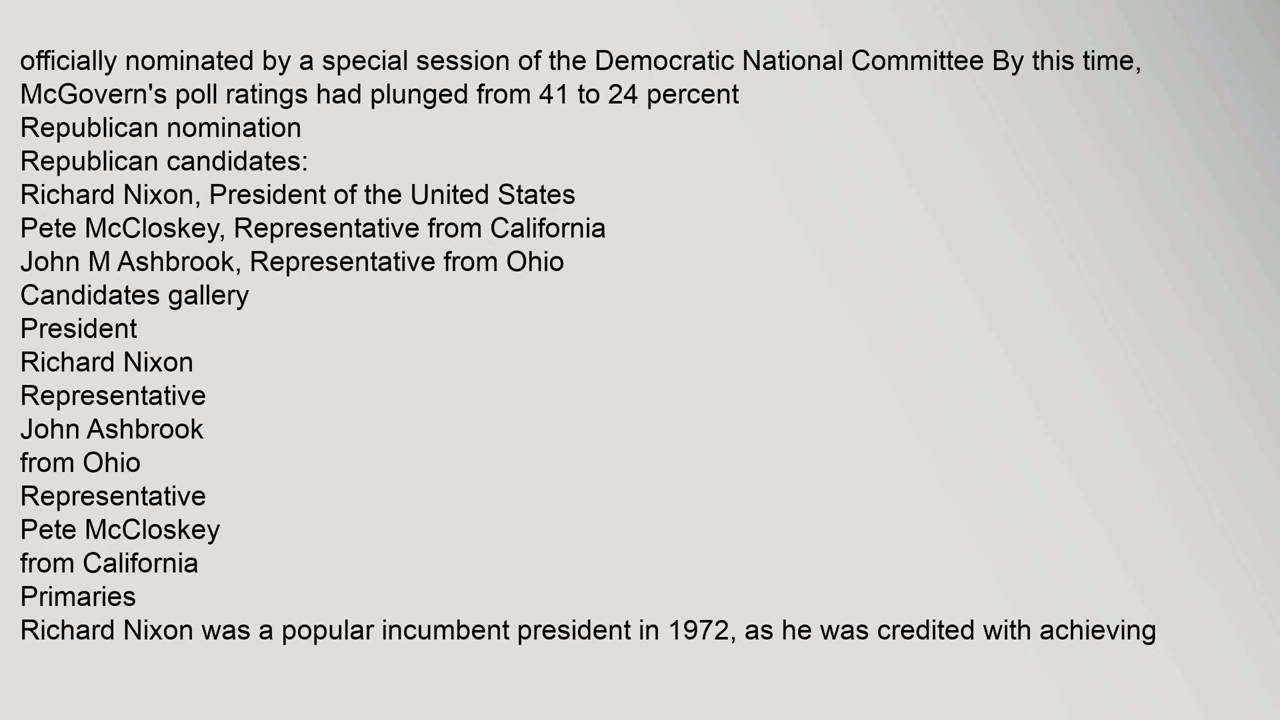 officially nominated by a special session of the Democratic National Committee By this time,
McGovern's poll ratings had plunged from 41 to 24 percent
Republican nomination
Republican candidates:
Richard Nixon, President of the United States
Pete McCloskey, Representative from California
John M Ashbrook, Representative from Ohio
Candidates gallery
President
Richard Nixon
Representative
John Ashbrook
from Ohio
Representative
Pete McCloskey
from California
Primaries
Richard Nixon was a popular incumbent president in 1972, as he was credited with achieving